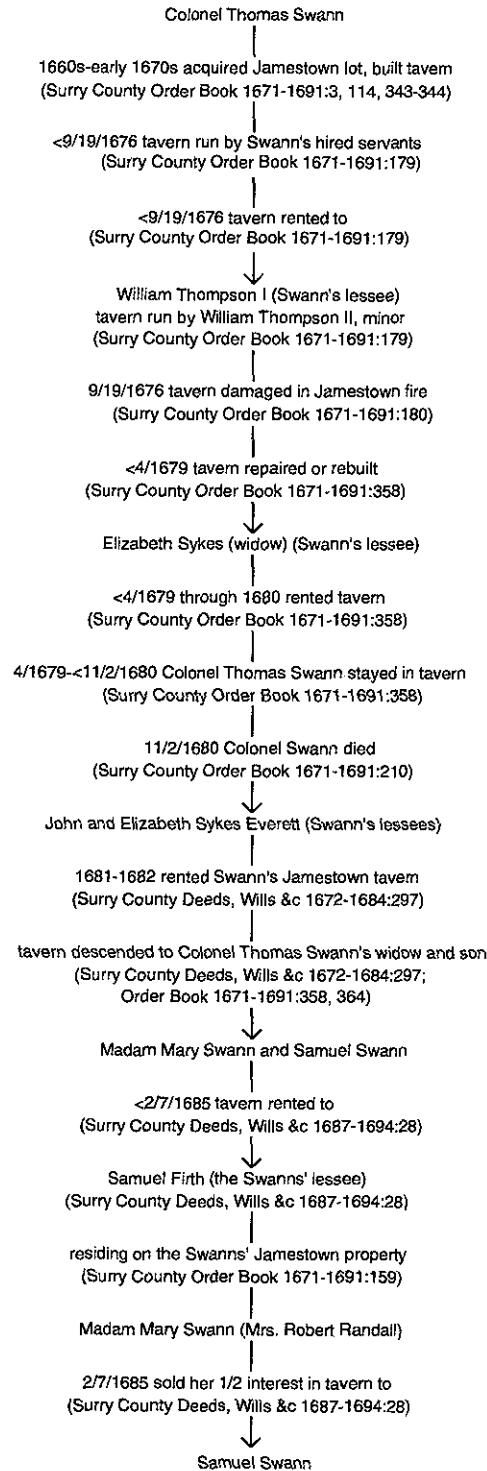 Colonel Thomas Swann
1660s-early 1670s acquired Jamestown lot, built tavern
(Surry County Order Book 1671-1691:3, 114, 343-344)
<9/19/1676 tavern run by Swann's hired servants
(Surry County Order Book 1671-1691:179)
<9/19/1676 tavern rented to
(Surry County Order Book 1671-1691:179)
William Thompson I (Swann's lessee)
tavern run by William Thompson II, minor
(Surry County Order Book 1671-1691:179)
9/19/1676 tavern damaged in Jamestown fire
(Surry County Order Book 1671-1691:180)
<4/1679 tavern repaired or rebuilt
(Surry County Order Book 1671-1691:358)
Elizabeth Sykes (widow) (Swann's lessee)
<4/1679 through 1680 rented tavern
(Surry County Order Book 1671-1691:358)
4/1679-<11/2/1680 Colonel Thomas Swann stayed in tavern
(Surry County Order Book 1671-1691:358)
11/2/1680 Colonel Swann died
(Surry County Order Book 1671-1691:210)
John and Elizabeth Sykes Everett (Swann's lessees)
1681-1682 rented Swann's Jamestown tavern
(Surry County Deeds, Wills &c 1672-1684:297)
tavern descended to Colonel Thomas Swann's widow and son
(Surry County Deeds, Wills &c 1672-1684:297;
Order Book 1671-1691:358, 364)
Madam Mary Swann and Samuel Swann
<2/7/1685 tavern rented to
(Surry County Deeds, Wills &c 1687-1694:28)
Samuel Firth (the Swanns' lessee)
(Surry County Deeds, Wills &c 1687-1694:28)
residing on the Swanns' Jamestown property
(Surry County Order Book 1671-1691:159)
Madam Mary Swann (Mrs. Robert Randall)
2/7/1685 sold her 1/2 interest in tavern to
(Surry County Deeds, Wills &c 1687-1694:28)
Samuel Swann